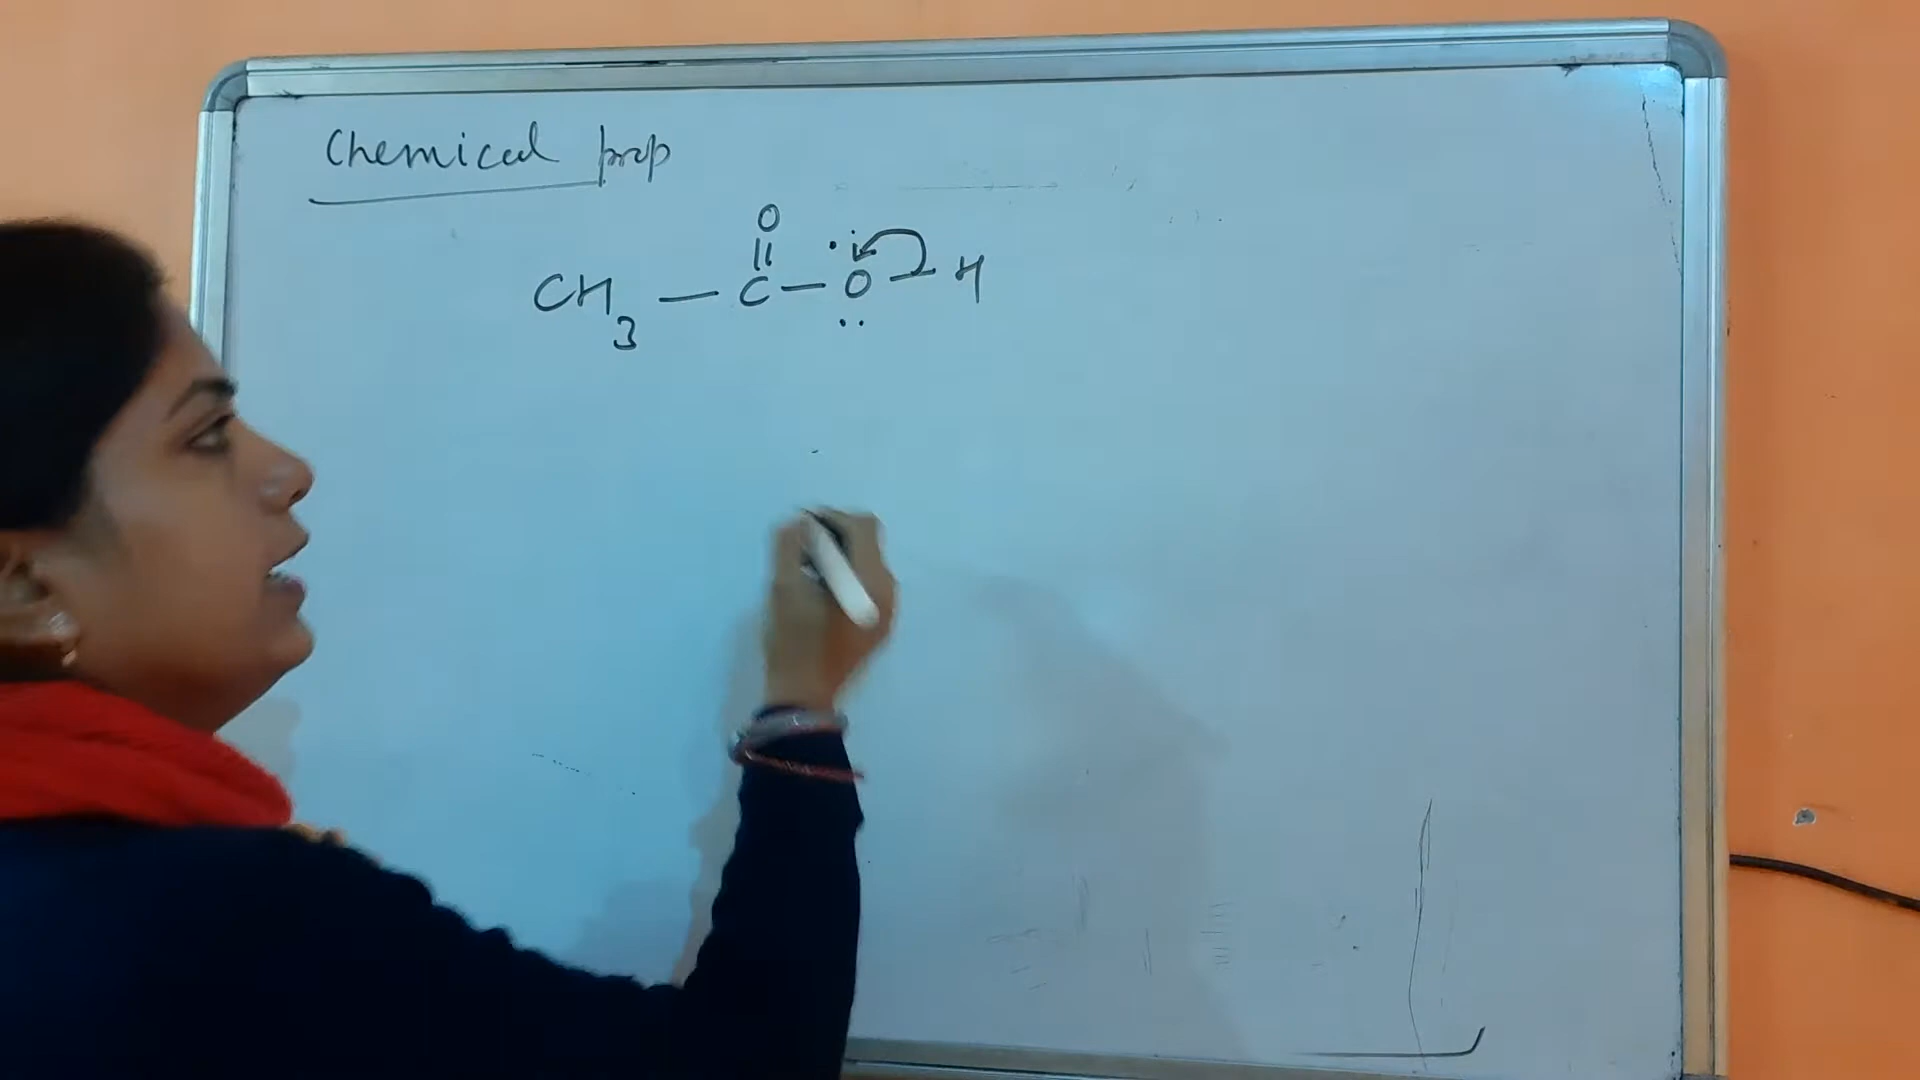 Chemical prop
O
||
CH3 — C — O — H